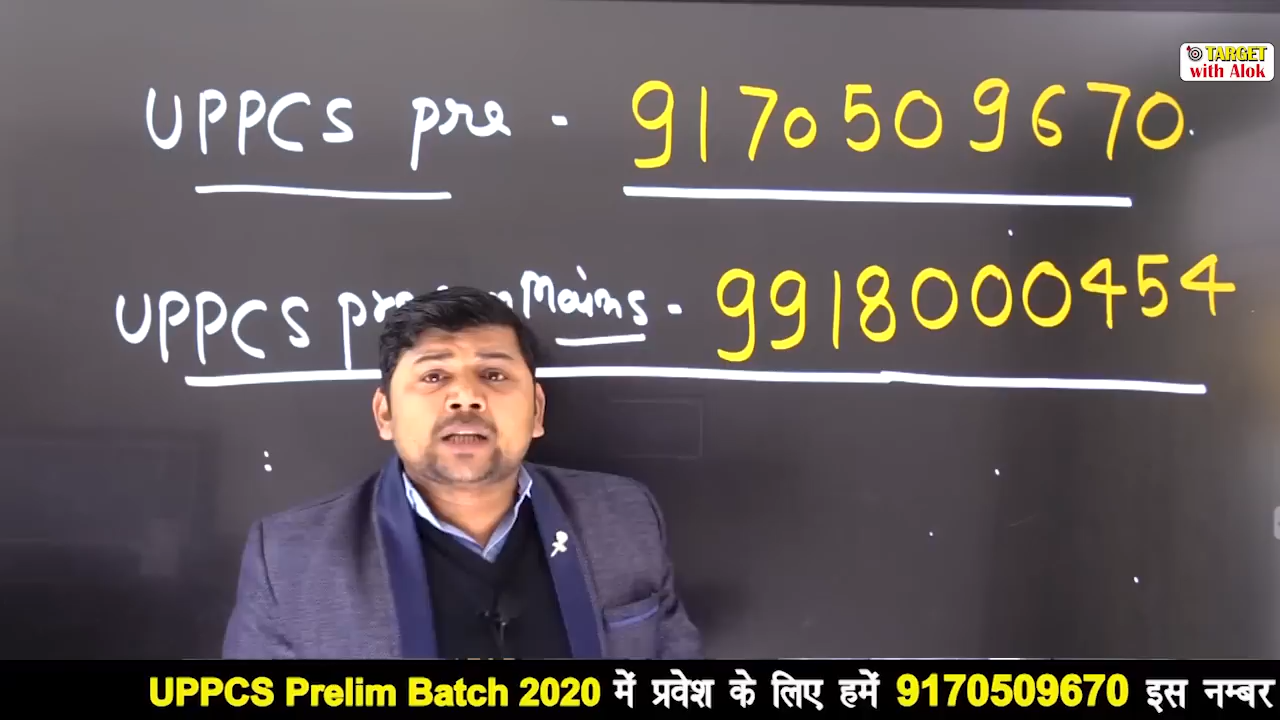 TARGET
with Alok
UPPCS pre - 9170509670
UPPCS Mains - 9918000454
UPPCS Prelim Batch 2020 में प्रवेश के लिए हमें 9170509670 इस नम्बर